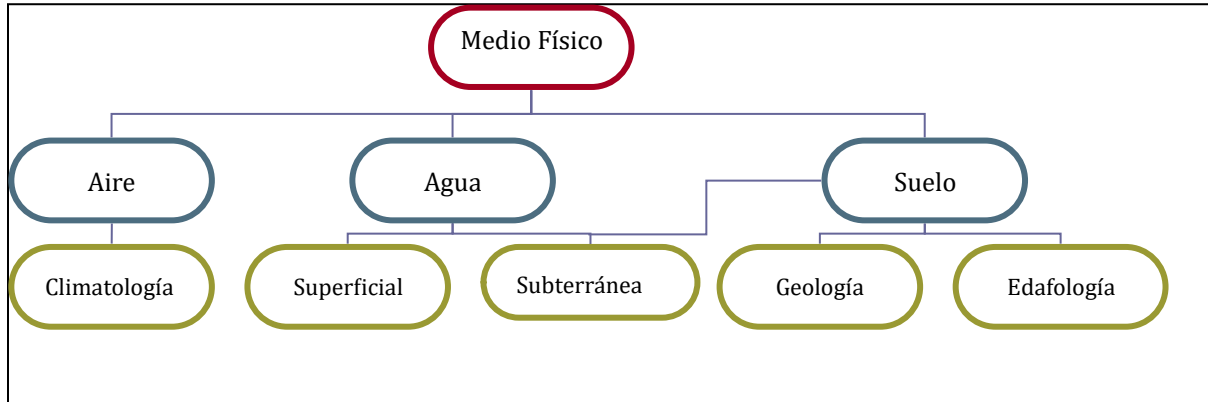 Medio Físico
Aire
Agua
Suelo
Climatología
Superficial
Subterránea
Geología
Edafología